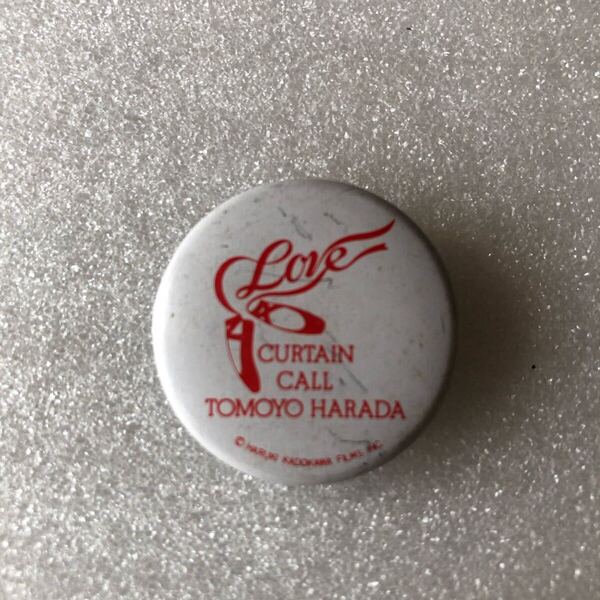 Love
CURTAIN
CALL
TOMOYO HARADA
© HARUKI KADOKAWA FILMS INC.